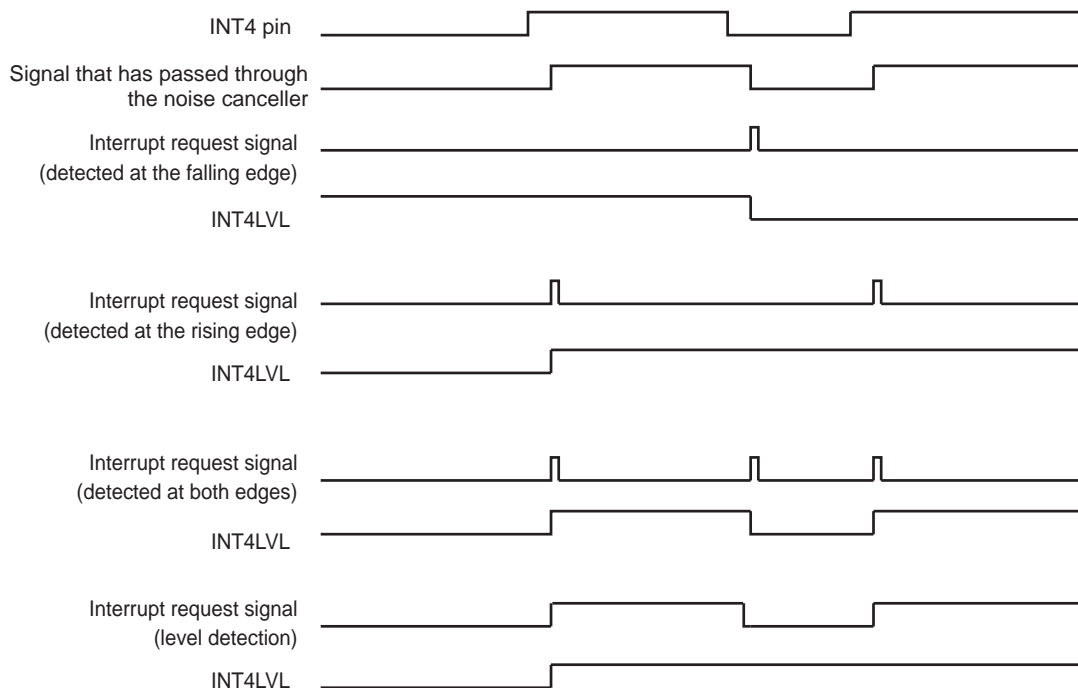 INT4 pin
Signal that has passed through
the noise canceller
Interrupt request signal
(detected at the falling edge)
INT4LVL
Interrupt request signal
(detected at the rising edge)
INT4LVL
Interrupt request signal
(detected at both edges)
INT4LVL
Interrupt request signal
(level detection)
INT4LVL